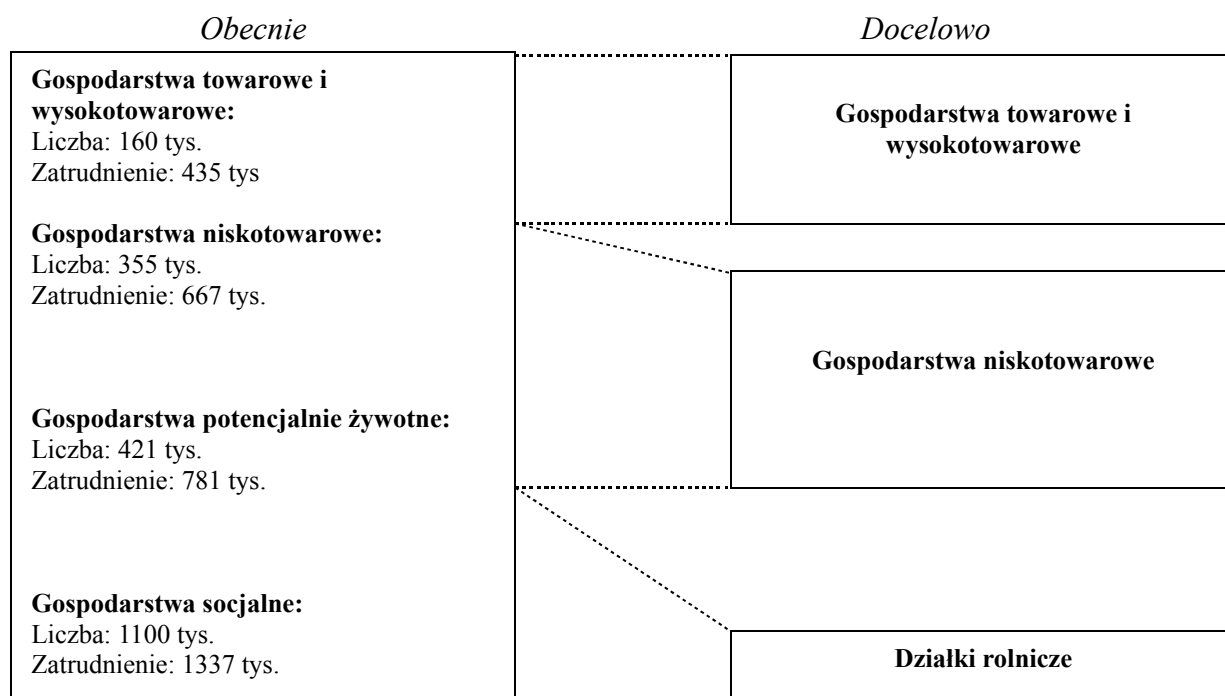 Obecnie
Docelowo
Gospodarstwa towarowe i
wysokotowarowe:
Liczba: 160 tys.
Zatrudnienie: 435 tys
Gospodarstwa niskotowarowe:
Liczba: 355 tys.
Zatrudnienie: 667 tys.
Gospodarstwa potencjalnie żywotne:
Liczba: 421 tys.
Zatrudnienie: 781 tys.
Gospodarstwa socjalne:
Liczba: 1100 tys.
Zatrudnienie: 1337 tys.
Gospodarstwa towarowe i
wysokotowarowe
Gospodarstwa niskotowarowe
Działki rolnicze